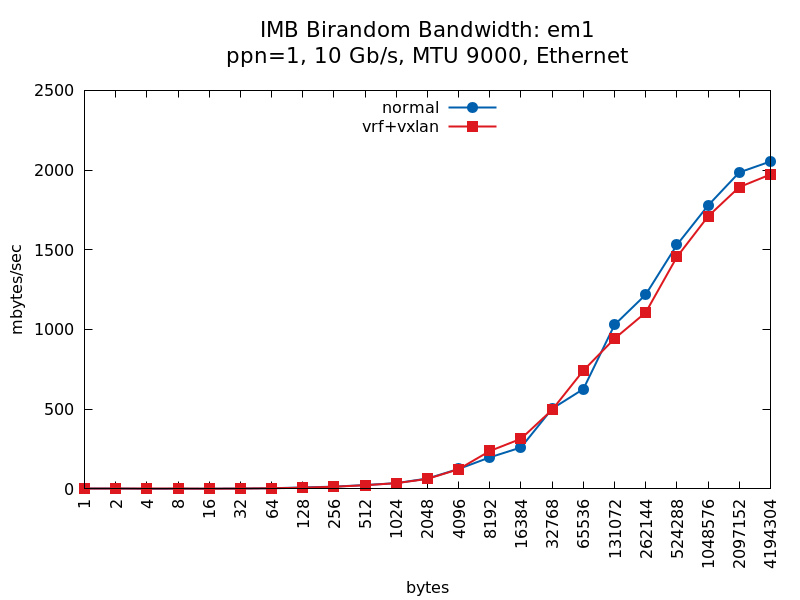 IMB Birandom Bandwidth: em1
ppn=1, 10 Gb/s, MTU 9000, Ethernet
normal
vrf+vxlan
2500
2000
1500
1000
500
0
mbytes/sec
1 2 4 8 16 32 64 128 256 512 1024 2048 4096 8192 16384 32768 65536 131072 262144 524288 1048576 2097152 4194304
bytes